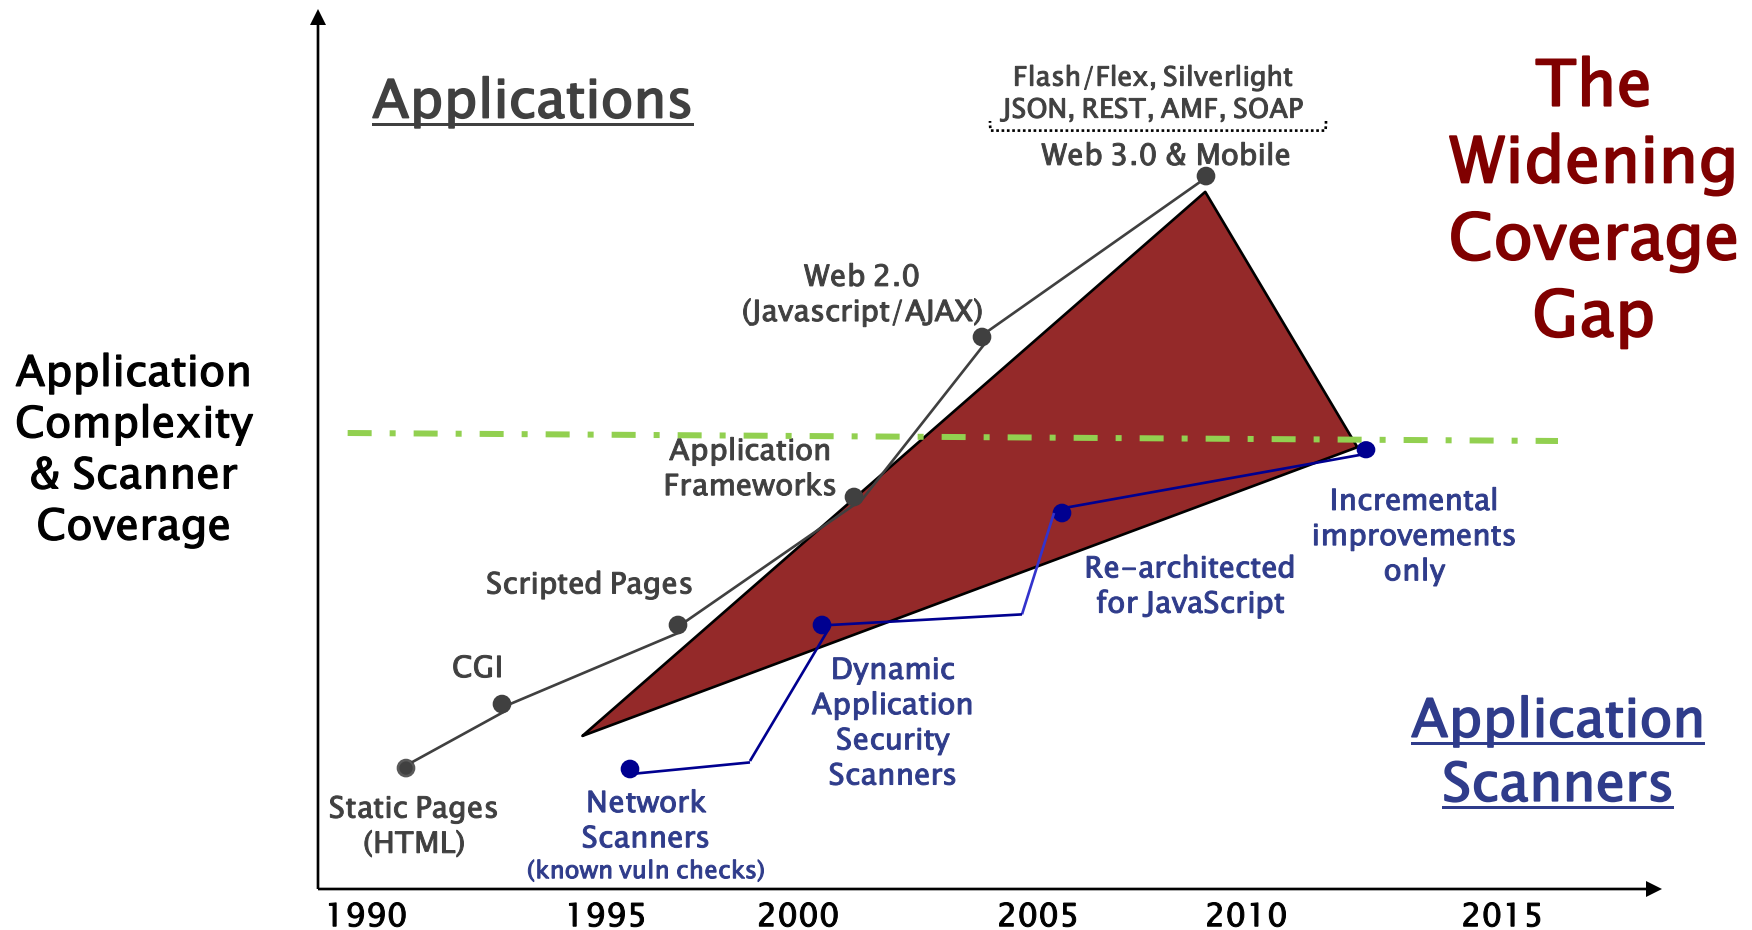 Applications
Flash/Flex, Silverlight
JSON, REST, AMF, SOAP
Web 3.0 & Mobile
The
Widening
Coverage
Gap
Web 2.0
(Javascript/AJAX)
Application
Complexity
& Scanner
Coverage
Application
Frameworks
Scripted Pages
CGI
Static Pages
(HTML)
Incremental
improvements
only
Re-architected
for JavaScript
Dynamic
Application
Security
Scanners
Network
Scanners
(known vuln checks)
Application
Scanners
1990 1995 2000 2005 2010 2015